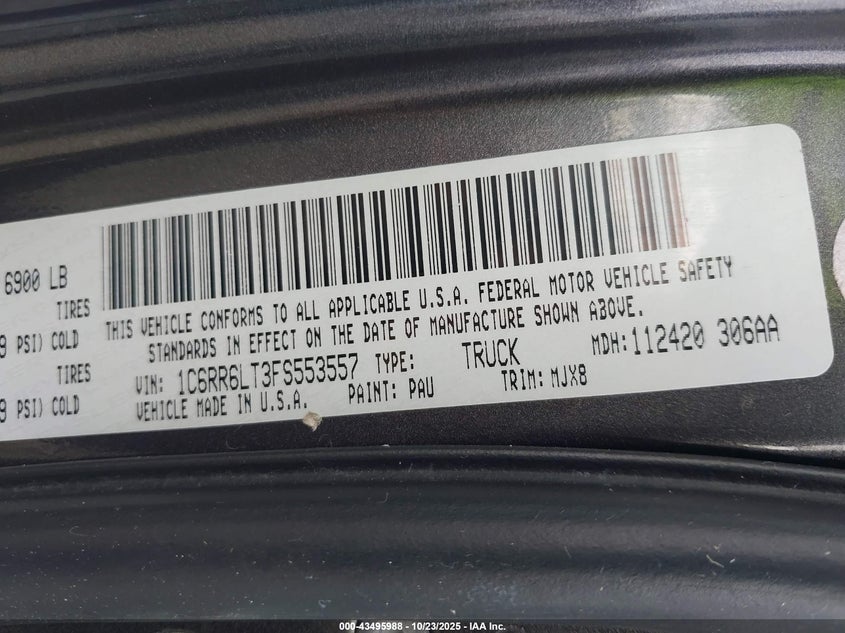 6900 LB
TIRES
9 PSI) COLD
TIRES
9 PSI) COLD
THIS VEHICLE CONFORMS TO ALL APPLICABLE U.S.A. FEDERAL MOTOR VEHICLE SAFETY
STANDARDS IN EFFECT ON THE DATE OF MANUFACTURE SHOWN ABOVE.
VIN: 1C6RR6LT3FS553557 TYPE: TRUCK MDH:112420 306AA
VEHICLE MADE IN U.S.A. PAINT: PAU TRIM: MJX8
000-43495988 - 10/23/2025 - IAA Inc.